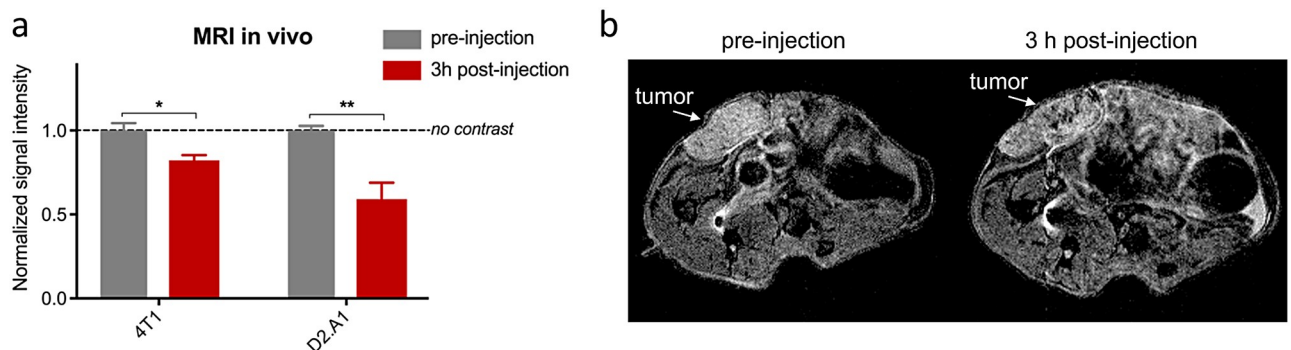 a
MRI in vivo
pre-injection
3h post-injection
Normalized signal intensity
*
**
1.0
no contrast
0.5
0.0
4T1
D2.A1
b
pre-injection
3 h post-injection
tumor
tumor